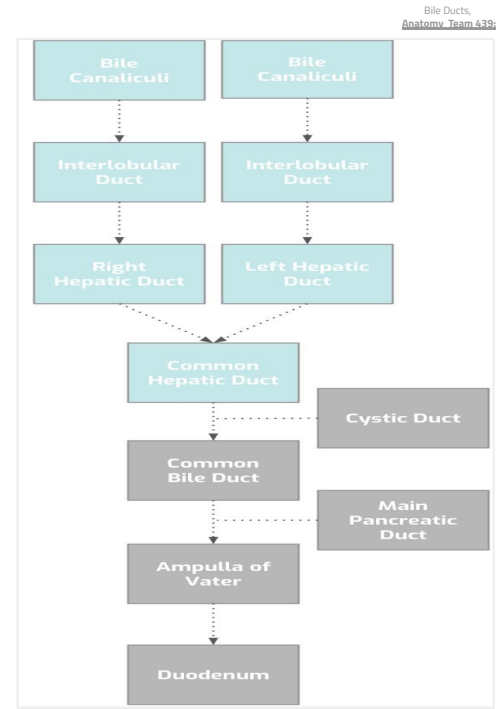 Bile Ducts,
Anatomy Team 439:
Bile
Canaliculi
Bile
Canaliculi
Interlobular
Duct
Interlobular
Duct
Right
Hepatic Duct
Left Hepatic
Duct
Common
Hepatic Duct
Cystic Duct
Common
Bile Duct
Main
Pancreatic
Duct
Ampulla of
Vater
Duodenum